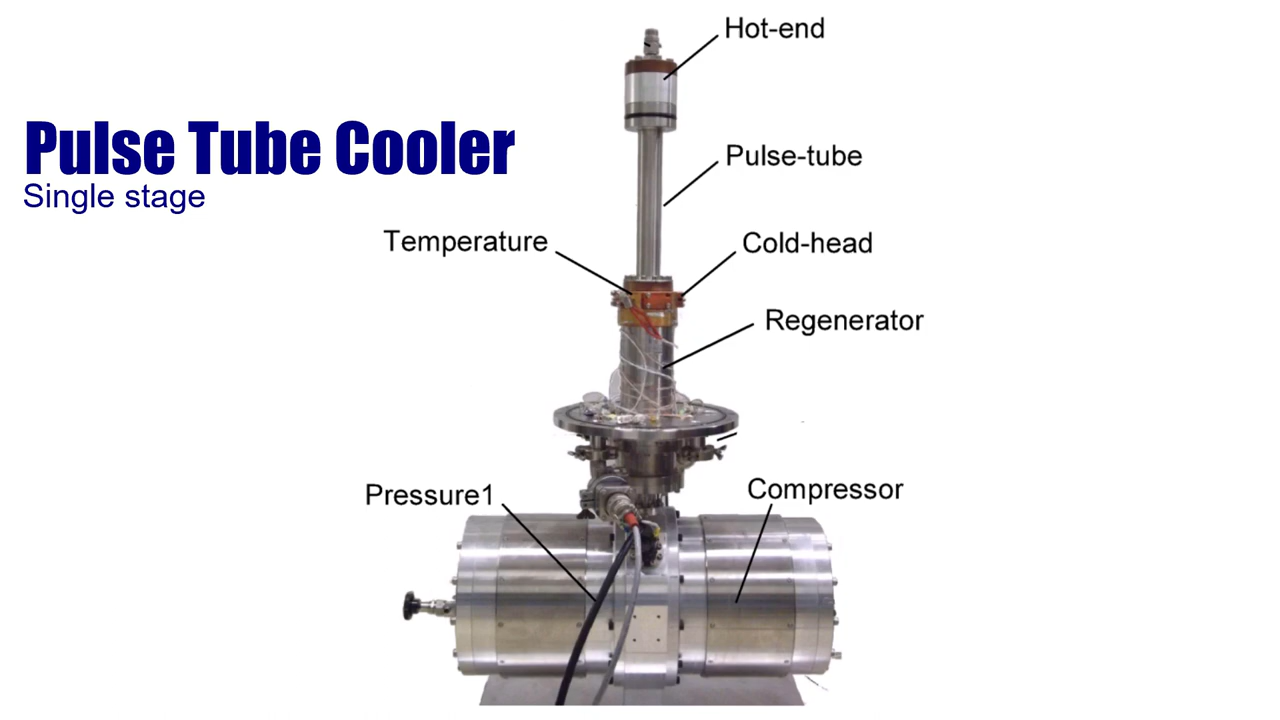 Pulse Tube Cooler
Single stage
Hot-end
Pulse-tube
Temperature
Cold-head
Regenerator
Pressure1
Compressor